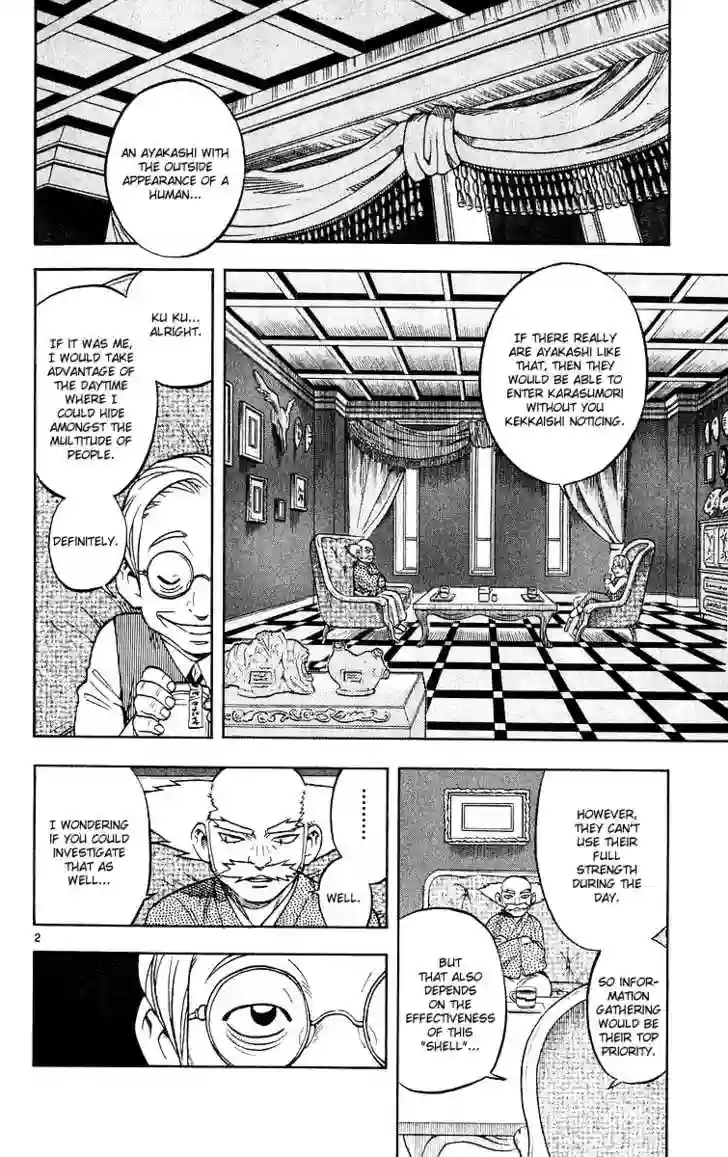 AN AYAKASHI WITH
THE OUTSIDE
APPEARANCE OF A
HUMAN...
IF THERE REALLY
ARE AYAKASHI LIKE
THAT, THEN THEY
WOULD BE ABLE TO
ENTER KARASUMORI
WITHOUT YOU
KEKKAISHI NOTICING.
KU KU...
ALRIGHT.
IF IT WAS ME,
I WOULD TAKE
ADVANTAGE OF
THE DAYTIME
WHERE I
COULD HIDE
AMONGST THE
MULTITUDE OF
PEOPLE.
DEFINITELY.
HOWEVER,
THEY CAN'T
USE THEIR
FULL
STRENGTH
DURING THE
DAY.
SO INFOR-
MATION
GATHERING
WOULD BE
THEIR TOP
PRIORITY.
BUT
THAT ALSO
DEPENDS
ON THE
EFFECTIVENESS
OF THIS
"SHELL"...
.........
WELL.
I WONDERING
IF YOU COULD
INVESTIGATE
THAT AS
WELL...
2